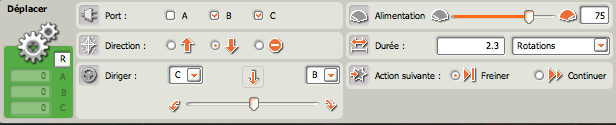 Déplacer
Port : A B C
Alimentation 75
R
Direction :
Durée : 2.3 Rotations
0 A
0 B
0 C
Diriger : C B
Action suivante : Freiner Continuer